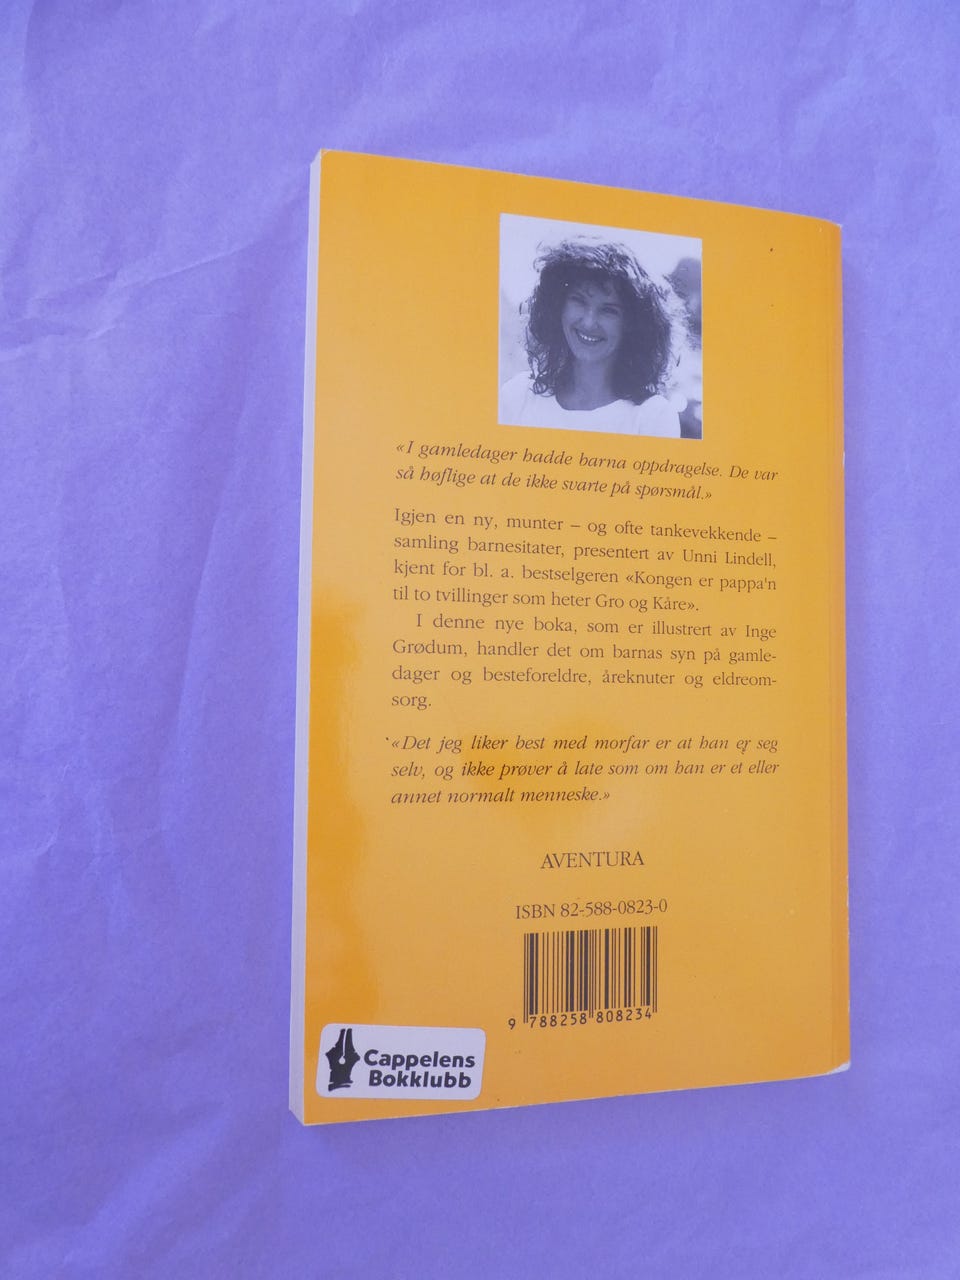 «I gamledager hadde barna oppdragelse. De var
så høflige at de ikke svarte på spørsmål.»
Igjen en ny, munter – og ofte tankevekkende –
samling barnesitater, presentert av Unni Lindell,
kjent for bl. a. bestselgeren «Kongen er pappa'n
til to tvillinger som heter Gro og Kåre».
I denne nye boka, som er illustrert av Inge
Grødum, handler det om barnas syn på gamle-
dager og besteforeldre, åreknuter og eldreom-
sorg.
«Det jeg liker best med morfar er at han er seg
selv, og ikke prøver å late som om han er et eller
annet normalt menneske.»
AVENTURA
ISBN 82-588-0823-0
9 788258 808234
Cappelens
Bokklubb